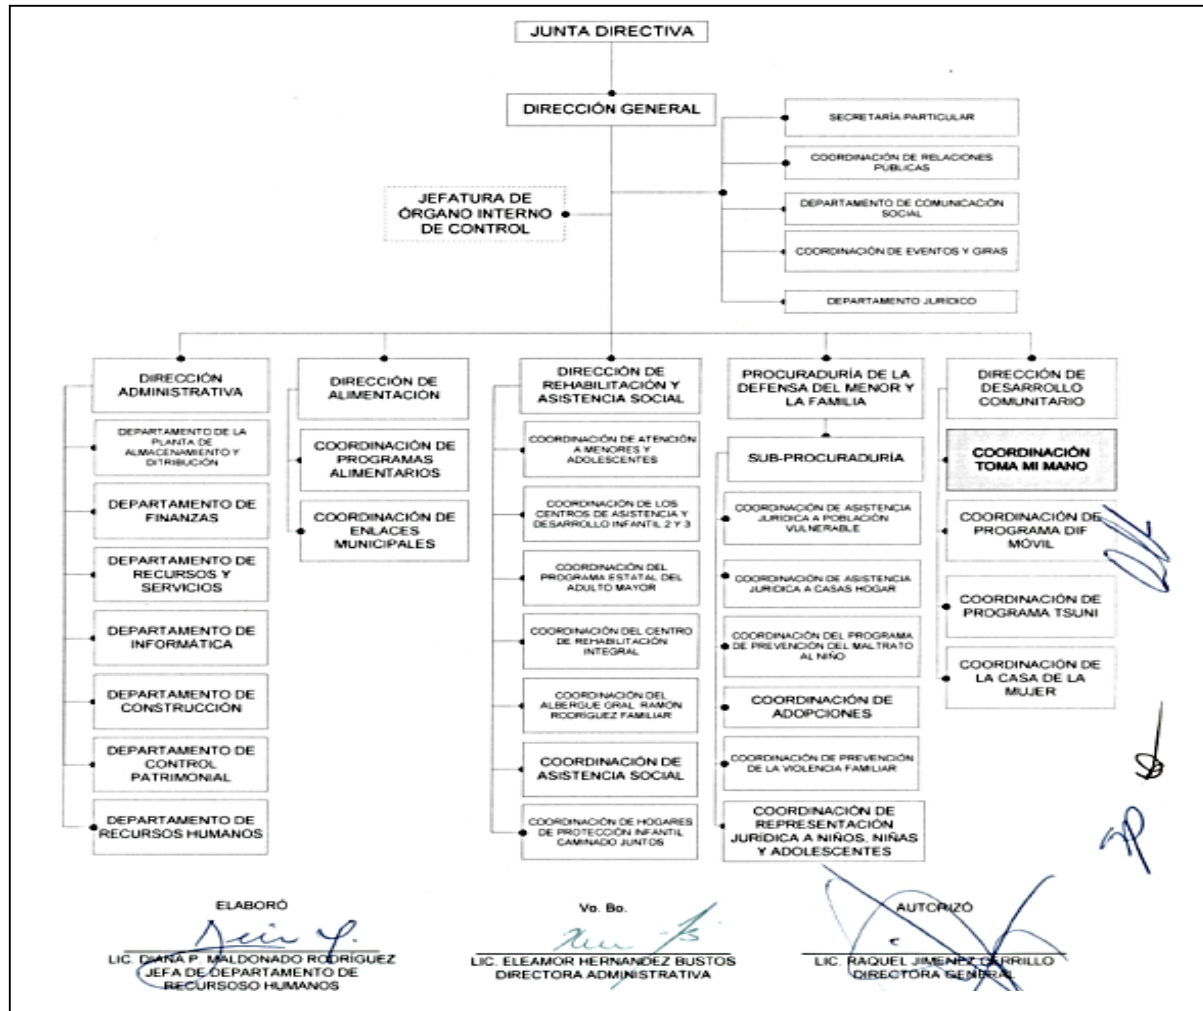 JUNTA DIRECTIVA
DIRECCIÓN GENERAL
SECRETARÍA PARTICULAR
COORDINACIÓN DE RELACIONES
PÚBLICAS
DEPARTAMENTO DE COMUNICACIÓN
SOCIAL
COORDINACIÓN DE EVENTOS Y GIRAS
DEPARTAMENTO JURÍDICO
JEFATURA DE
ÓRGANO INTERNO
DE CONTROL
DIRECCIÓN
ADMINISTRATIVA
DEPARTAMENTO DE LA
PLANTA DE
ALMACENAMIENTO Y
DITRIBUCIÓN
DEPARTAMENTO DE
FINANZAS
DEPARTAMENTO DE
RECURSOS Y
SERVICIOS
DEPARTAMENTO DE
INFORMÁTICA
DEPARTAMENTO DE
CONSTRUCCIÓN
DEPARTAMENTO DE
CONTROL
PATRIMONIAL
DEPARTAMENTO DE
RECURSOS HUMANOS
DIRECCIÓN DE
ALIMENTACIÓN
COORDINACIÓN DE
PROGRAMAS
ALIMENTARIOS
COORDINACIÓN DE
ENLACES
MUNICIPALES
DIRECCIÓN DE
REHABILITACIÓN Y
ASISTENCIA SOCIAL
COORDINACIÓN DE ATENCIÓN
A MENORES Y
ADOLESCENTES
COORDINACIÓN DE LOS
CENTROS DE ASISTENCIA Y
DESARROLLO INFANTIL 2 Y 3
COORDINACIÓN DEL
PROGRAMA ESTATAL DEL
ADULTO MAYOR
COORDINACIÓN DEL CENTRO
DE REHABILITACIÓN
INTEGRAL
COORDINACIÓN DEL
ALBERGUE GRAL. RAMÓN
RODRÍGUEZ FAMILIAR
COORDINACIÓN DE
ASISTENCIA SOCIAL
COORDINACIÓN DE HOGARES
DE PROTECCIÓN INFANTIL
CAMINADO JUNTOS
PROCURADURÍA DE LA
DEFENSA DEL MENOR Y
LA FAMILIA
SUB-PROCURADURÍA
COORDINACIÓN DE ASISTENCIA
JURÍDICA A POBLACIÓN
VULNERABLE
COORDINACIÓN DE ASISTENCIA
JURÍDICA A CASAS HOGAR
COORDINACIÓN DEL PROGRAMA
DE PREVENCIÓN DEL MALTRATO
AL NIÑO
COORDINACIÓN DE
ADOPCIONES
COORDINACIÓN DE PREVENCIÓN
DE LA VIOLENCIA FAMILIAR
COORDINACIÓN DE
REPRESENTACIÓN
JURÍDICA A NIÑOS, NIÑAS
Y ADOLESCENTES
DIRECCIÓN DE
DESARROLLO
COMUNITARIO
COORDINACIÓN
TOMA MI MANO
COORDINACIÓN DE
PROGRAMA DIF
MÓVIL
COORDINACIÓN DE
PROGRAMA TSUNI
COORDINACIÓN DE
LA CASA DE LA
MUJER
ELABORÓ
LIC. DIANA P. MALDONADO RODRÍGUEZ
JEFA DE DEPARTAMENTO DE
RECURSOSO HUMANOS
Vo. Bo.
LIC. ELEAMOR HERNANDEZ BUSTOS
DIRECTORA ADMINISTRATIVA
AUTORIZÓ
LIC. RAQUEL JIMENEZ CERRILLO
DIRECTORA GENERAL